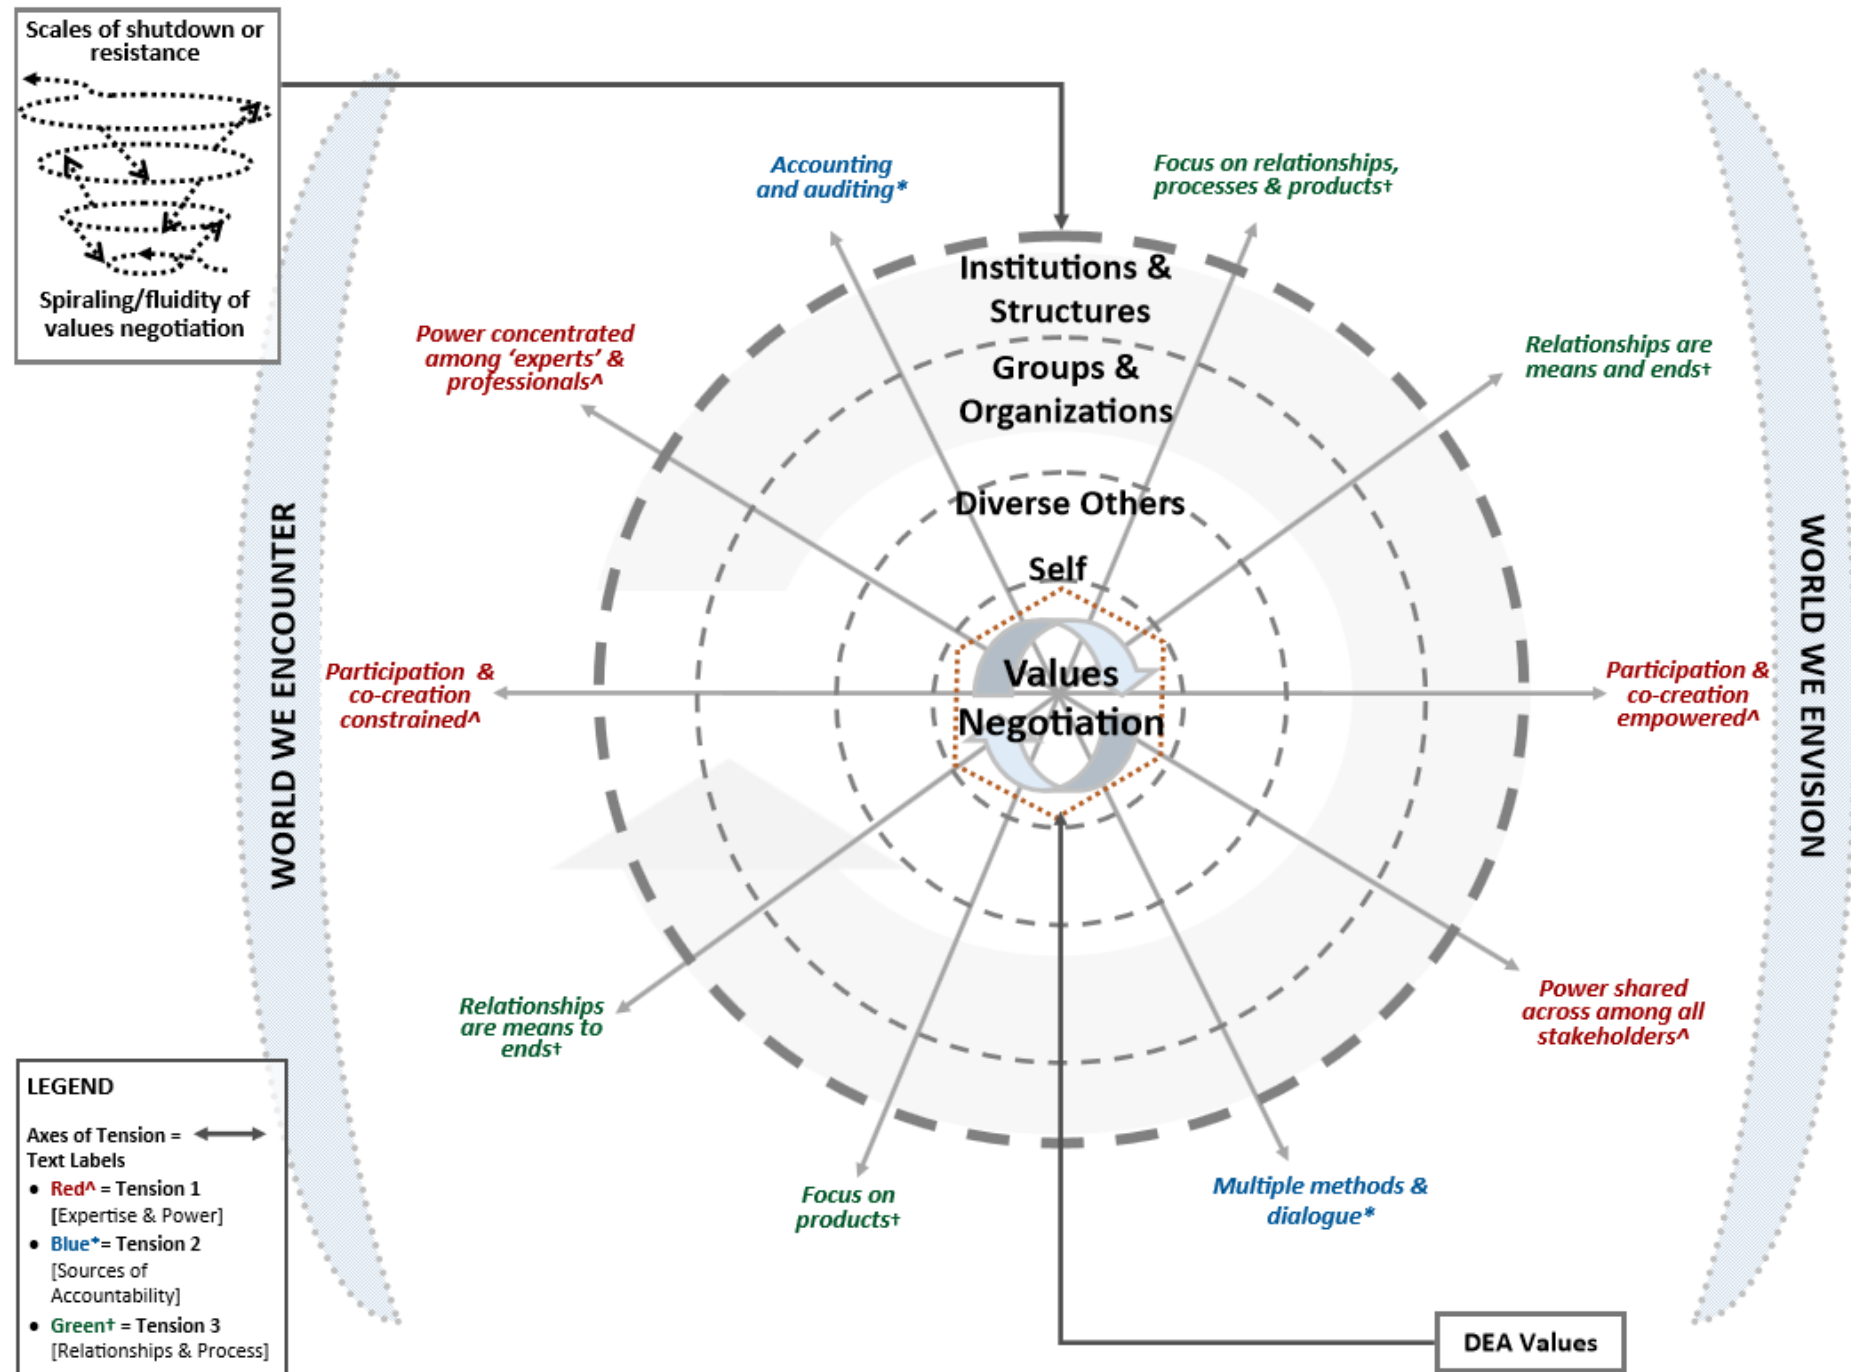 Scales of shutdown or
resistance
Spiraling/fluidity of
values negotiation
Accounting
and auditing*
Focus on relationships,
processes & products†
Power concentrated
among ‘experts’ &
professionals^
Relationships are
means and ends†
Institutions &
Structures
Groups &
Organizations
Diverse Others
Self
Values
Negotiation
WORLD WE ENCOUNTER
WORLD WE ENVISION
Participation &
co-creation
constrained^
Participation &
co-creation
empowered^
Relationships
are means to
ends†
Power shared
across among all
stakeholders^
Focus on
products†
Multiple methods &
dialogue*
LEGEND
Axes of Tension =
Text Labels
• Red^ = Tension 1
[Expertise & Power]
• Blue*= Tension 2
[Sources of
Accountability]
• Green† = Tension 3
[Relationships & Process]
DEA Values